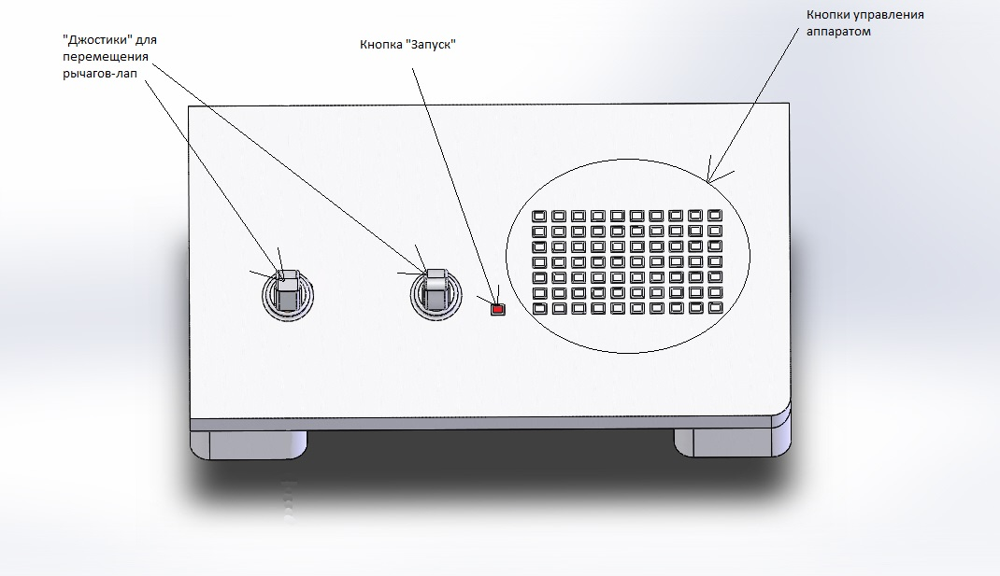 "Джостики" для
перемещения
рычагов-лап
Кнопка "Запуск"
Кнопки управления
аппаратом